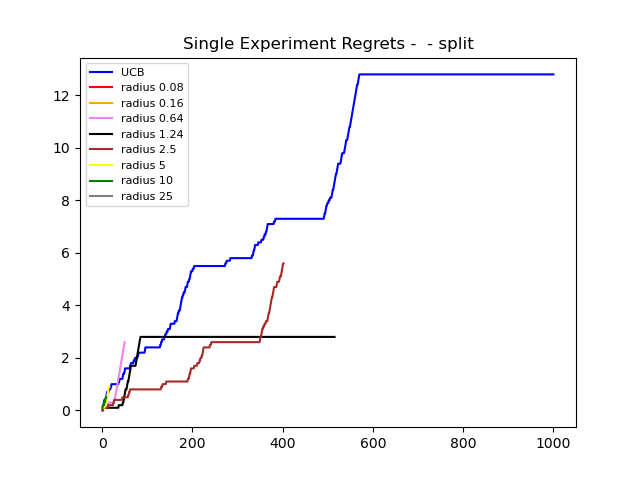 Single Experiment Regrets -  - split
UCB
radius 0.08
radius 0.16
radius 0.64
radius 1.24
radius 2.5
radius 5
radius 10
radius 25
12
10
8
6
4
2
0
0 200 400 600 800 1000